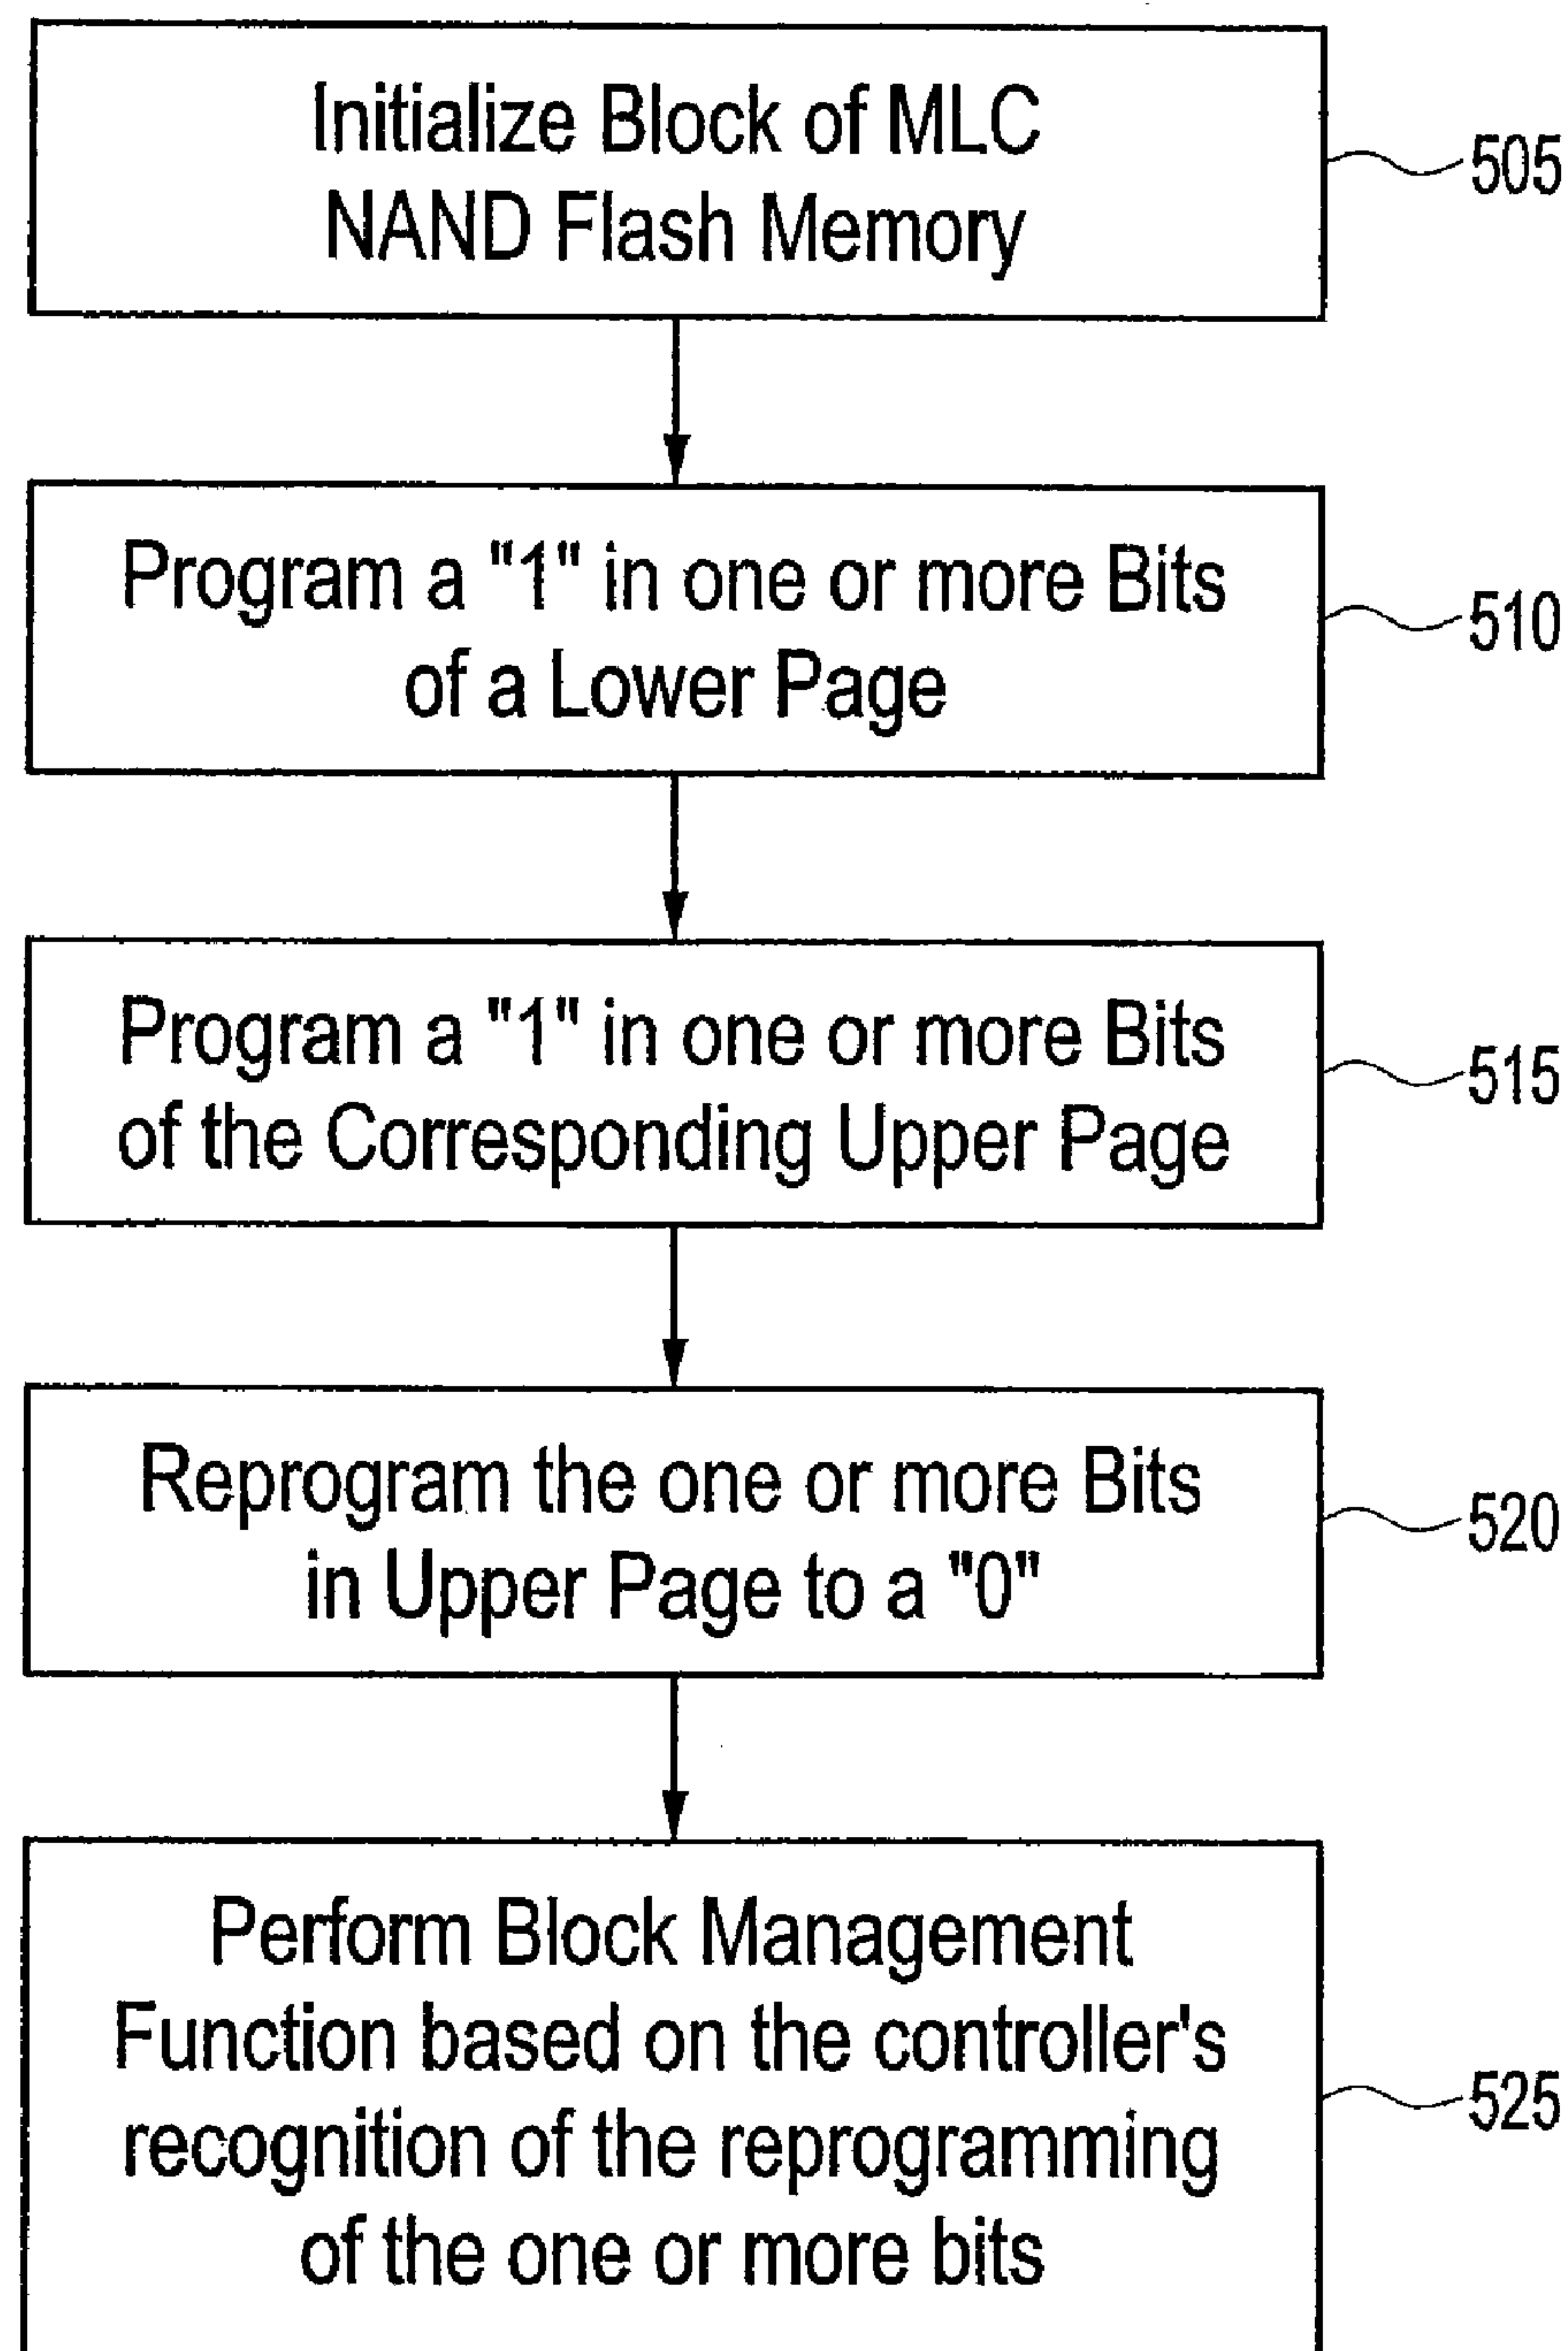 Initialize Block of MLC
NAND Flash Memory
505
Program a "1" in one or more Bits
of a Lower Page
510
Program a "1" in one or more Bits
of the Corresponding Upper Page
515
Reprogram the one or more Bits
in Upper Page to a "0"
520
Perform Block Management
Function based on the controller's
recognition of the reprogramming
of the one or more bits
525